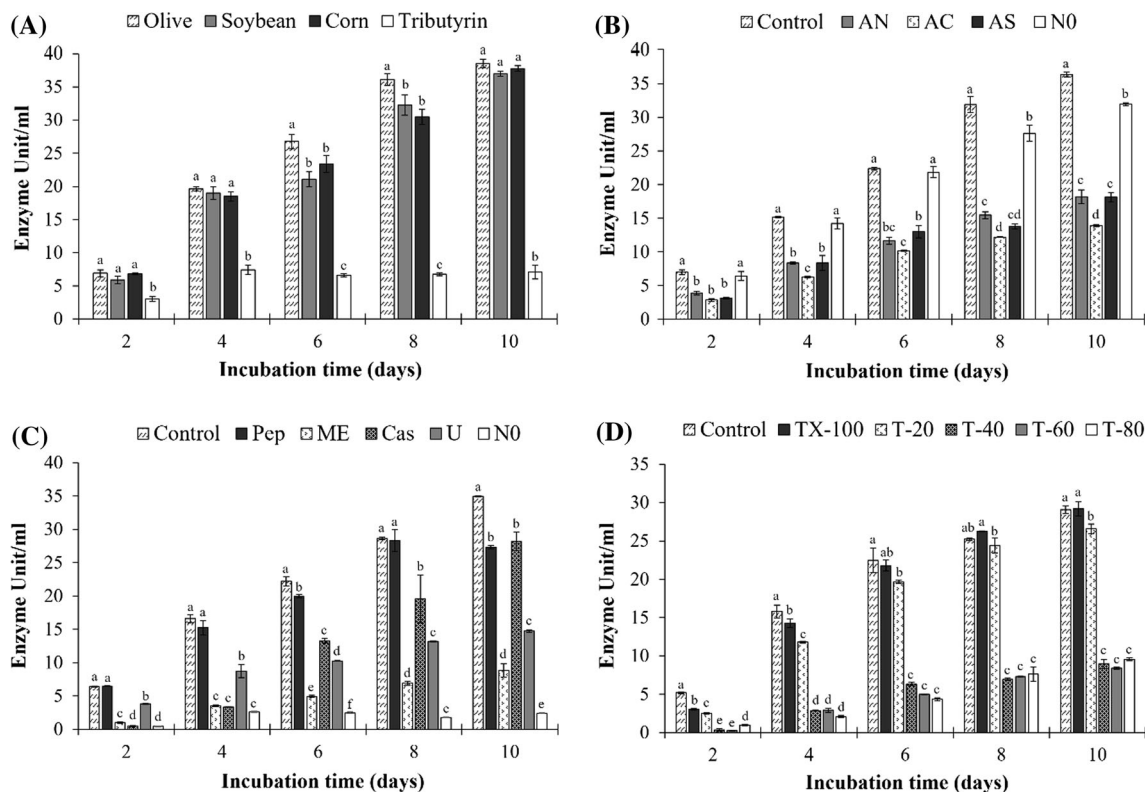 (A)
Olive Soybean Corn Tributyrin
Enzyme Unit/ml
40
35
30
25
20
15
10
5
0
a a a b
a a a b
a b b c
a b b c
a a a b
2 4 6 8 10
Incubation time (days)
(B)
Control AN AC AS N0
Enzyme Unit/ml
40
35
30
25
20
15
10
5
0
a b b b a
a b c b a
a bc c b a
a c d cd b
a c d c b
2 4 6 8 10
Incubation time (days)
(C)
Control Pep ME Cas U N0
Enzyme Unit/ml
40
35
30
25
20
15
10
5
0
a a c d b d
a a c c b c
a b e c d f
a a d b c c
a b d b c e
2 4 6 8 10
Incubation time (days)
(D)
Control TX-100 T-20 T-40 T-60 T-80
Enzyme Unit/ml
35
30
25
20
15
10
5
0
a b c e e d
a b c d d d
a ab b c d d
ab a b c c c
a a b c c c
2 4 6 8 10
Incubation time (days)